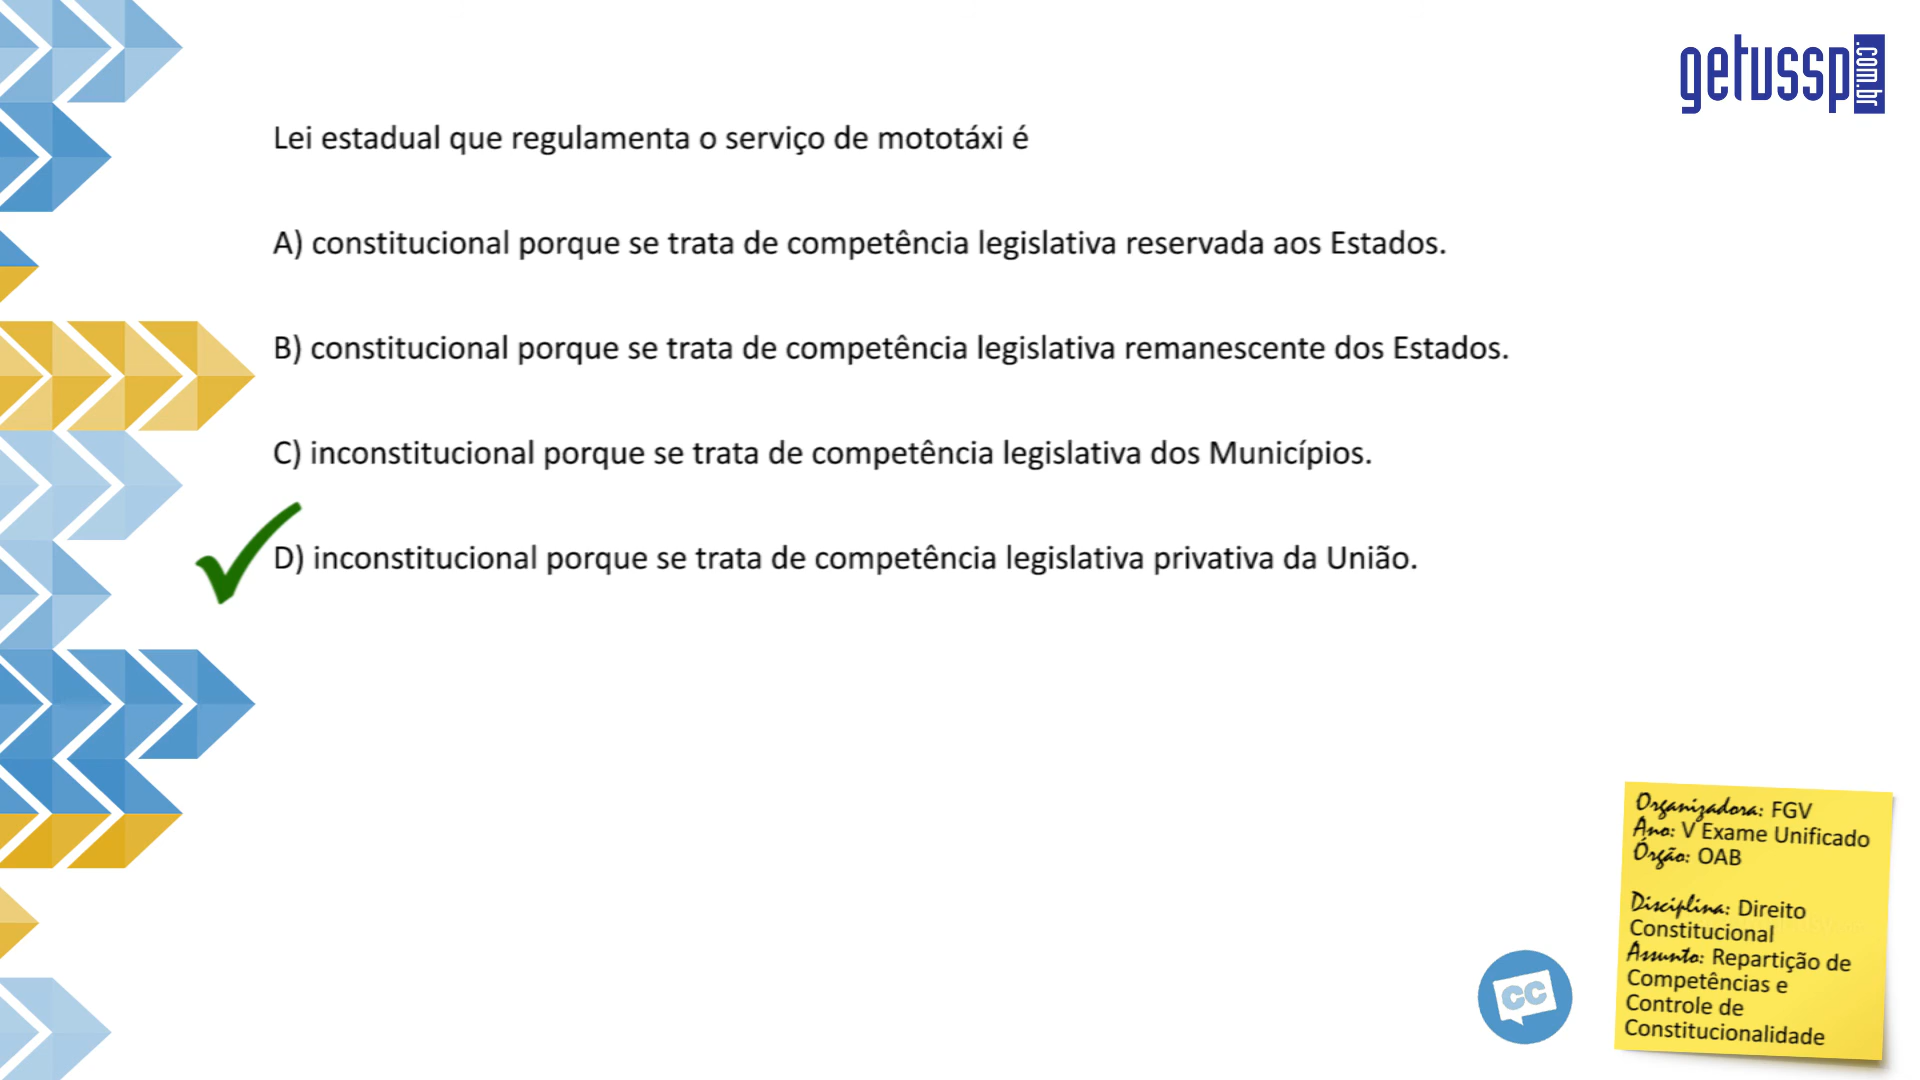 getussp.com.br
Lei estadual que regulamenta o serviço de mototáxi é
A) constitucional porque se trata de competência legislativa reservada aos Estados.
B) constitucional porque se trata de competência legislativa remanescente dos Estados.
C) inconstitucional porque se trata de competência legislativa dos Municípios.
D) inconstitucional porque se trata de competência legislativa privativa da União.
Organizadora: FGV
Ano: V Exame Unificado
Órgão: OAB
Disciplina: Direito
Constitucional
Assunto: Repartição de
Competências e
Controle de
Constitucionalidade
CC